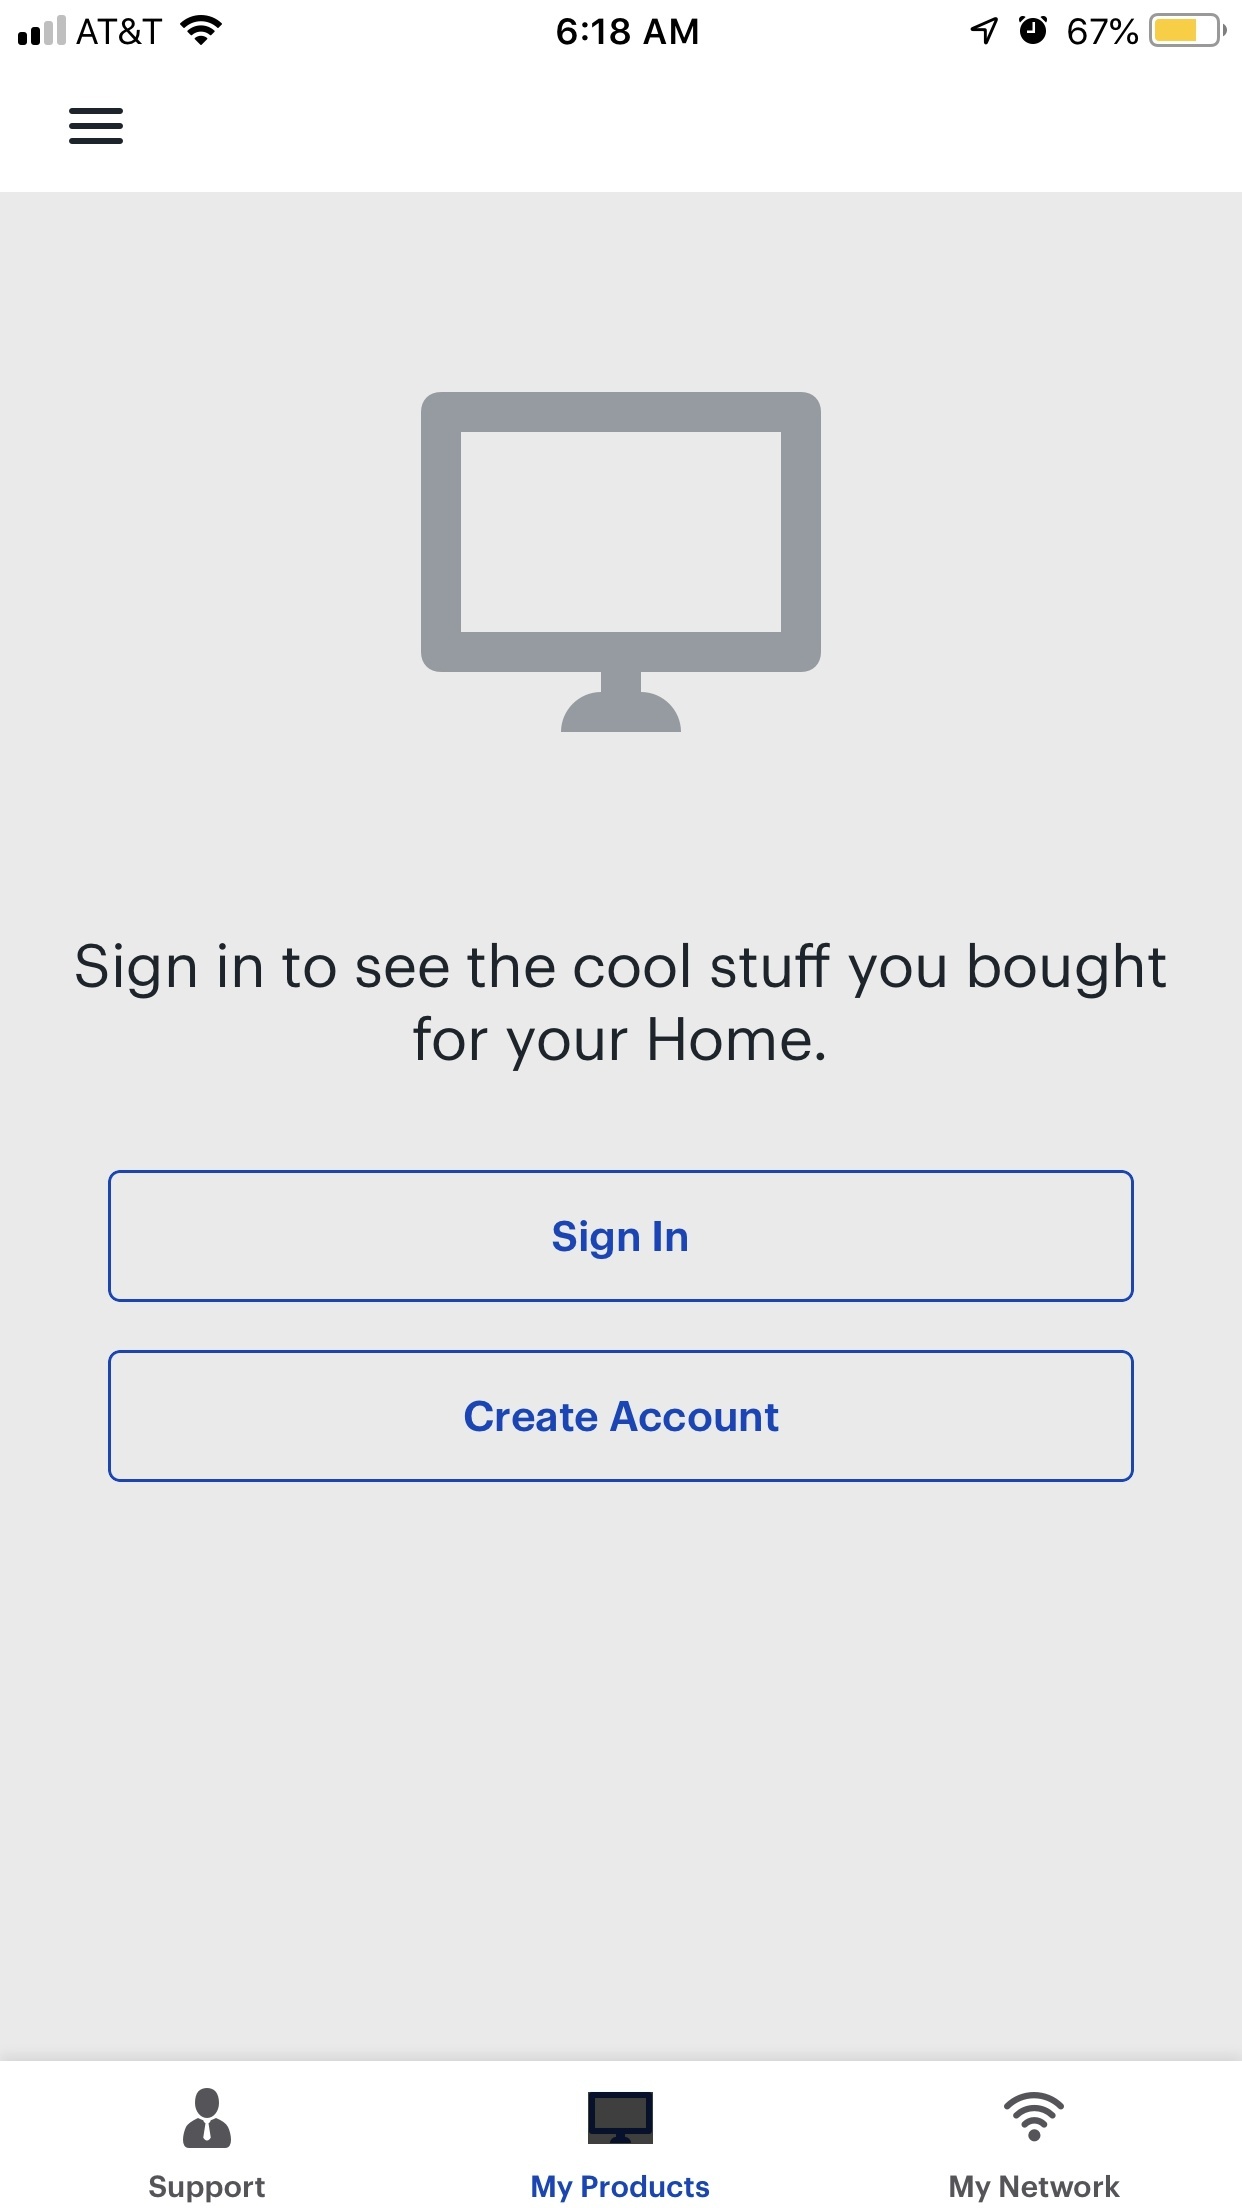 AT&T 6:18 AM 67%
Sign in to see the cool stuff you bought
for your Home.
Sign In
Create Account
Support My Products My Network